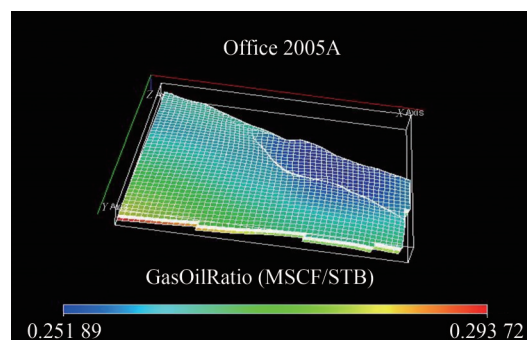 Office 2005A
Z A
X Axis
Y Axis
GasOilRatio (MSCF/STB)
0.251 89
0.293 72